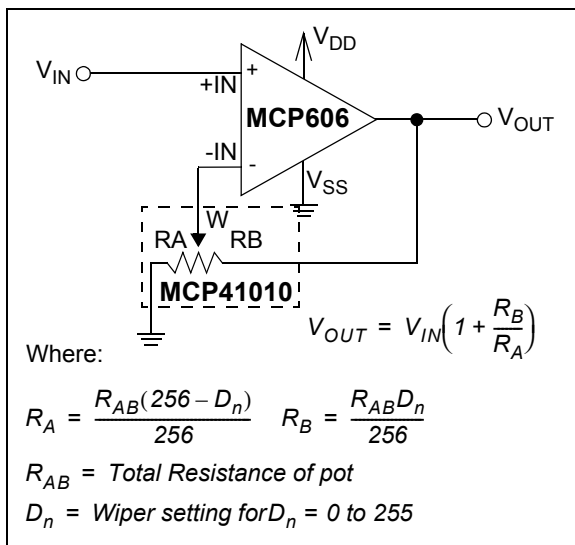 V_DD
V_IN
+
+IN
MCP606
V_OUT
-IN
-
V_SS
W
RA RB
MCP41010
V_OUT = V_IN(1 + R_B/R_A)
Where:
R_A = R_AB(256 – D_n)/256 R_B = R_AB D_n/256
R_AB = Total Resistance of pot
D_n = Wiper setting forD_n = 0 to 255